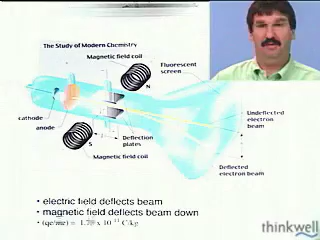 The Study of Modern Chemistry
Magnetic field coil
Fluorescent
screen
N
cathode
anode
S
Deflection
plates
Magnetic field coil
Undeflected
electron
beam
Deflected
electron beam
• electric field deflects beam
• magnetic field deflects beam down
thinkwell